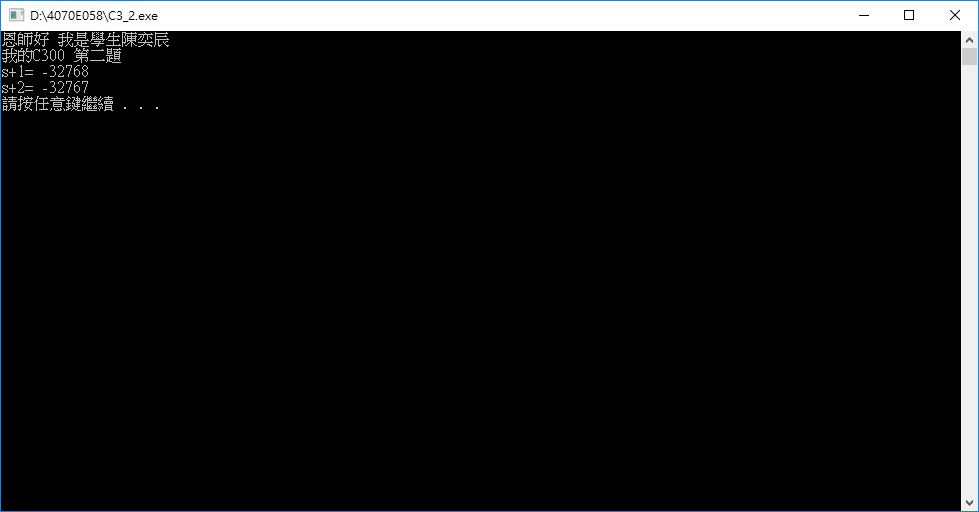 D:\4070E058\C3_2.exe
恩師好 我是學生陳奕辰
我的C300 第二題
s+1= -32768
s+2= -32767
請按任意鍵繼續 . . .